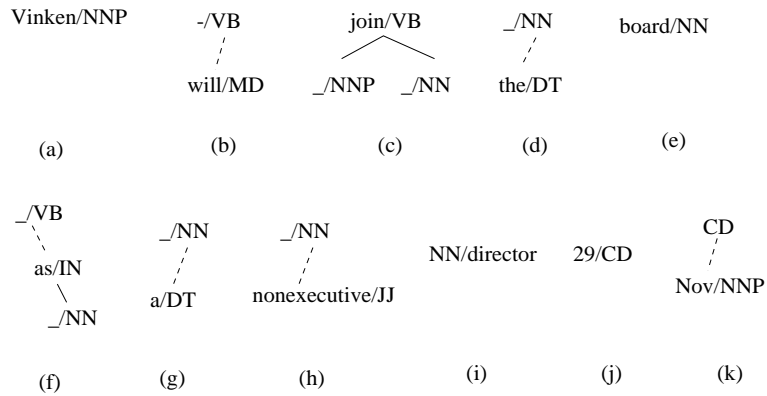 Vinken/NNP -/VB join/VB _/NN board/NN
will/MD _/NNP _/NN the/DT
(a) (b) (c) (d) (e)
_/VB _/NN _/NN NN/director 29/CD CD
as/IN a/DT nonexecutive/JJ Nov/NNP
_/NN
(f) (g) (h) (i) (j) (k)